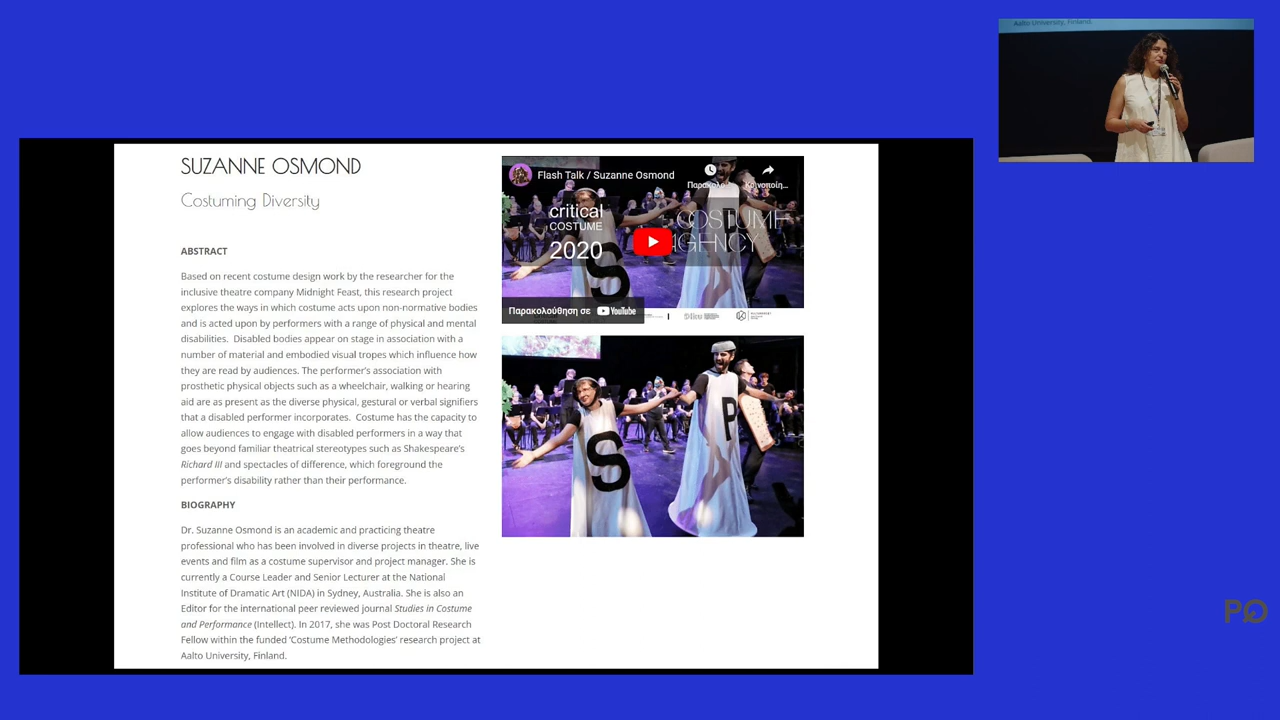 Aalto University, Finland.
SUZANNE OSMOND
Costuming Diversity
ABSTRACT
Based on recent costume design work by the researcher for the
inclusive theatre company Midnight Feast, this research project
explores the ways in which costume acts upon non-normative bodies
and is acted upon by performers with a range of physical and mental
disabilities. Disabled bodies appear on stage in association with a
number of material and embodied visual tropes which influence how
they are read by audiences. The performer's association with
prosthetic physical objects such as a wheelchair, walking or hearing
aid are as present as the diverse physical, gestural or verbal signifiers
that a disabled performer incorporates. Costume has the capacity to
allow audiences to engage with disabled performers in a way that
goes beyond familiar theatrical stereotypes such as Shakespeare's
Richard III and spectacles of difference, which foreground the
performer's disability rather than their performance.
BIOGRAPHY
Dr. Suzanne Osmond is an academic and practicing theatre
professional who has been involved in diverse projects in theatre, live
events and film as a costume supervisor and project manager. She is
currently a Course Leader and Senior Lecturer at the National
Institute of Dramatic Art (NIDA) in Sydney, Australia. She is also an
Editor for the international peer reviewed journal Studies in Costume
and Performance (Intellect). In 2017, she was Post Doctoral Research
Fellow within the funded 'Costume Methodologies' research project at
Aalto University, Finland.
Flash Talk / Suzanne Osmond
Κοινοποίη...
critical
COSTUME
2020
COSTUME
AGENCY
S
Παρακολούθηση σε YouTube
S
P
PQ